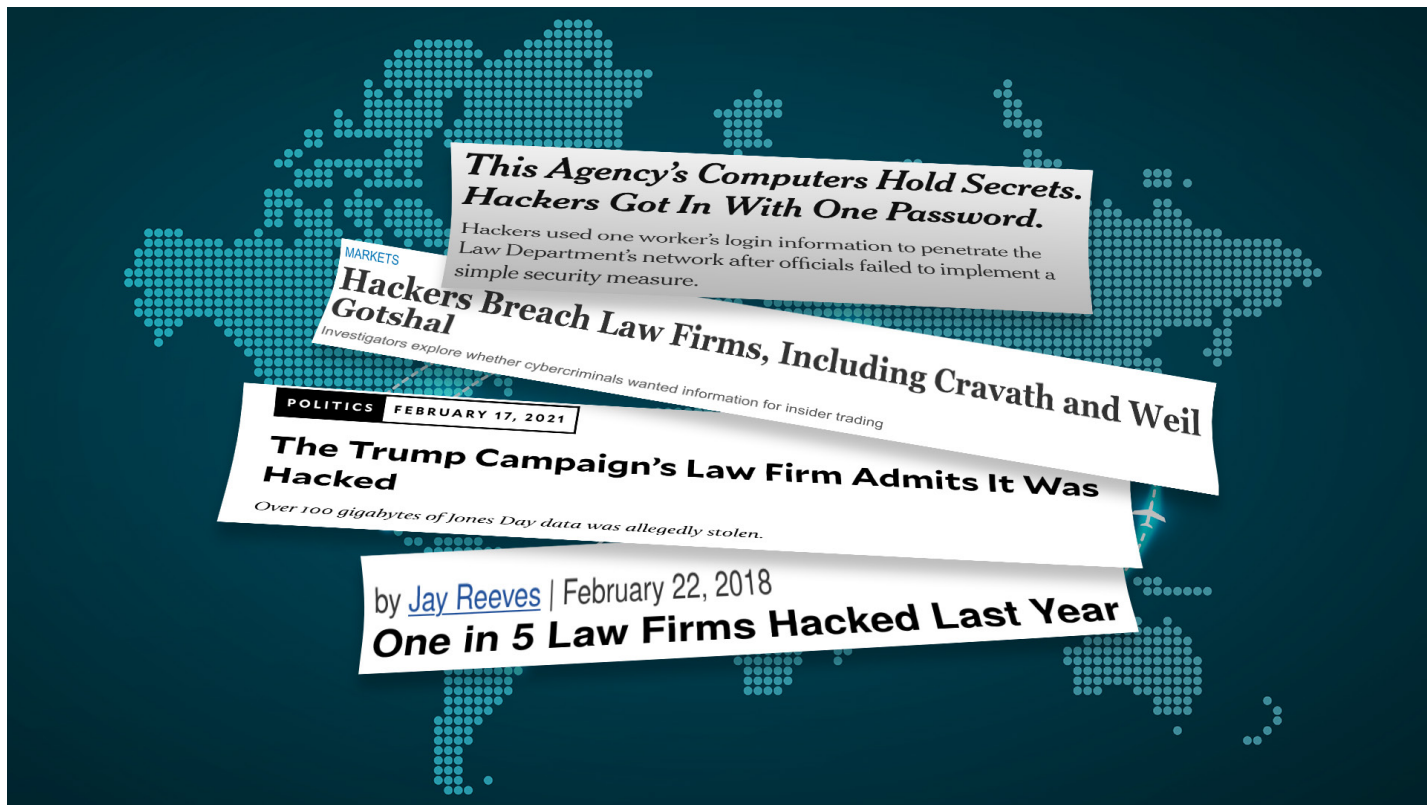 This Agency's Computers Hold Secrets.
Hackers Got In With One Password.
Hackers used one worker's login information to penetrate the
Law Department's network after officials failed to implement a
simple security measure.
MARKETS
Hackers Breach Law Firms, Including Cravath and Weil
Gotshal
Investigators explore whether cybercriminals wanted information for insider trading
POLITICS FEBRUARY 17, 2021
The Trump Campaign's Law Firm Admits It Was
Hacked
Over 100 gigabytes of Jones Day data was allegedly stolen.
by Jay Reeves | February 22, 2018
One in 5 Law Firms Hacked Last Year